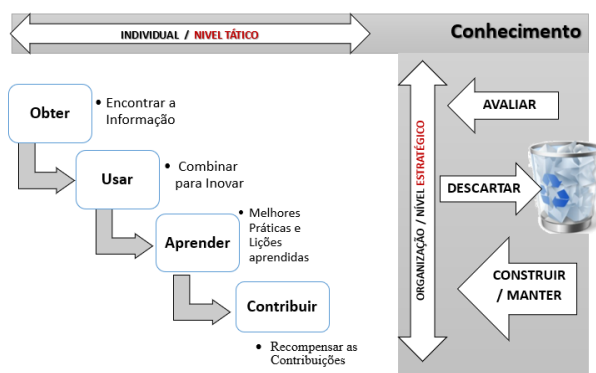 INDIVIDUAL / NIVEL TÁTICO
Conhecimento
Obter
• Encontrar a
Informação
Usar
• Combinar
para Inovar
Aprender
• Melhores
Práticas e
Lições
aprendidas
Contribuir
• Recompensar as
Contribuições
ORGANIZAÇÃO / NÍVEL ESTRATÉGICO
AVALIAR
DESCARTAR
CONSTRUIR
/ MANTER